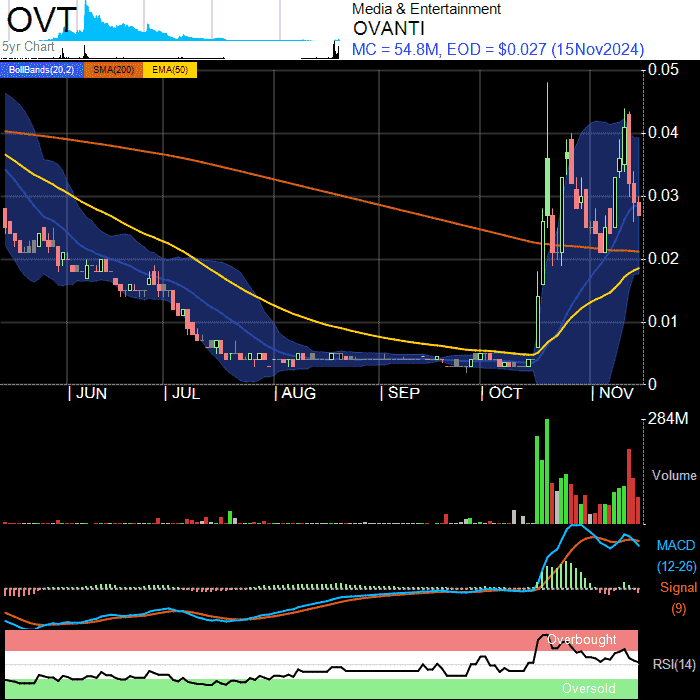 OVT
5yr Chart
Media & Entertainment
OVANTI
MC = 54.8M, EOD = $0.027 (15Nov2024)
BollBands(20,2) SMA(200) EMA(50)
0.05
0.04
0.03
0.02
0.01
0
JUN JUL AUG SEP OCT NOV
284M
Volume
MACD
(12-26)
Signal
(9)
Overbought
RSI(14)
Oversold